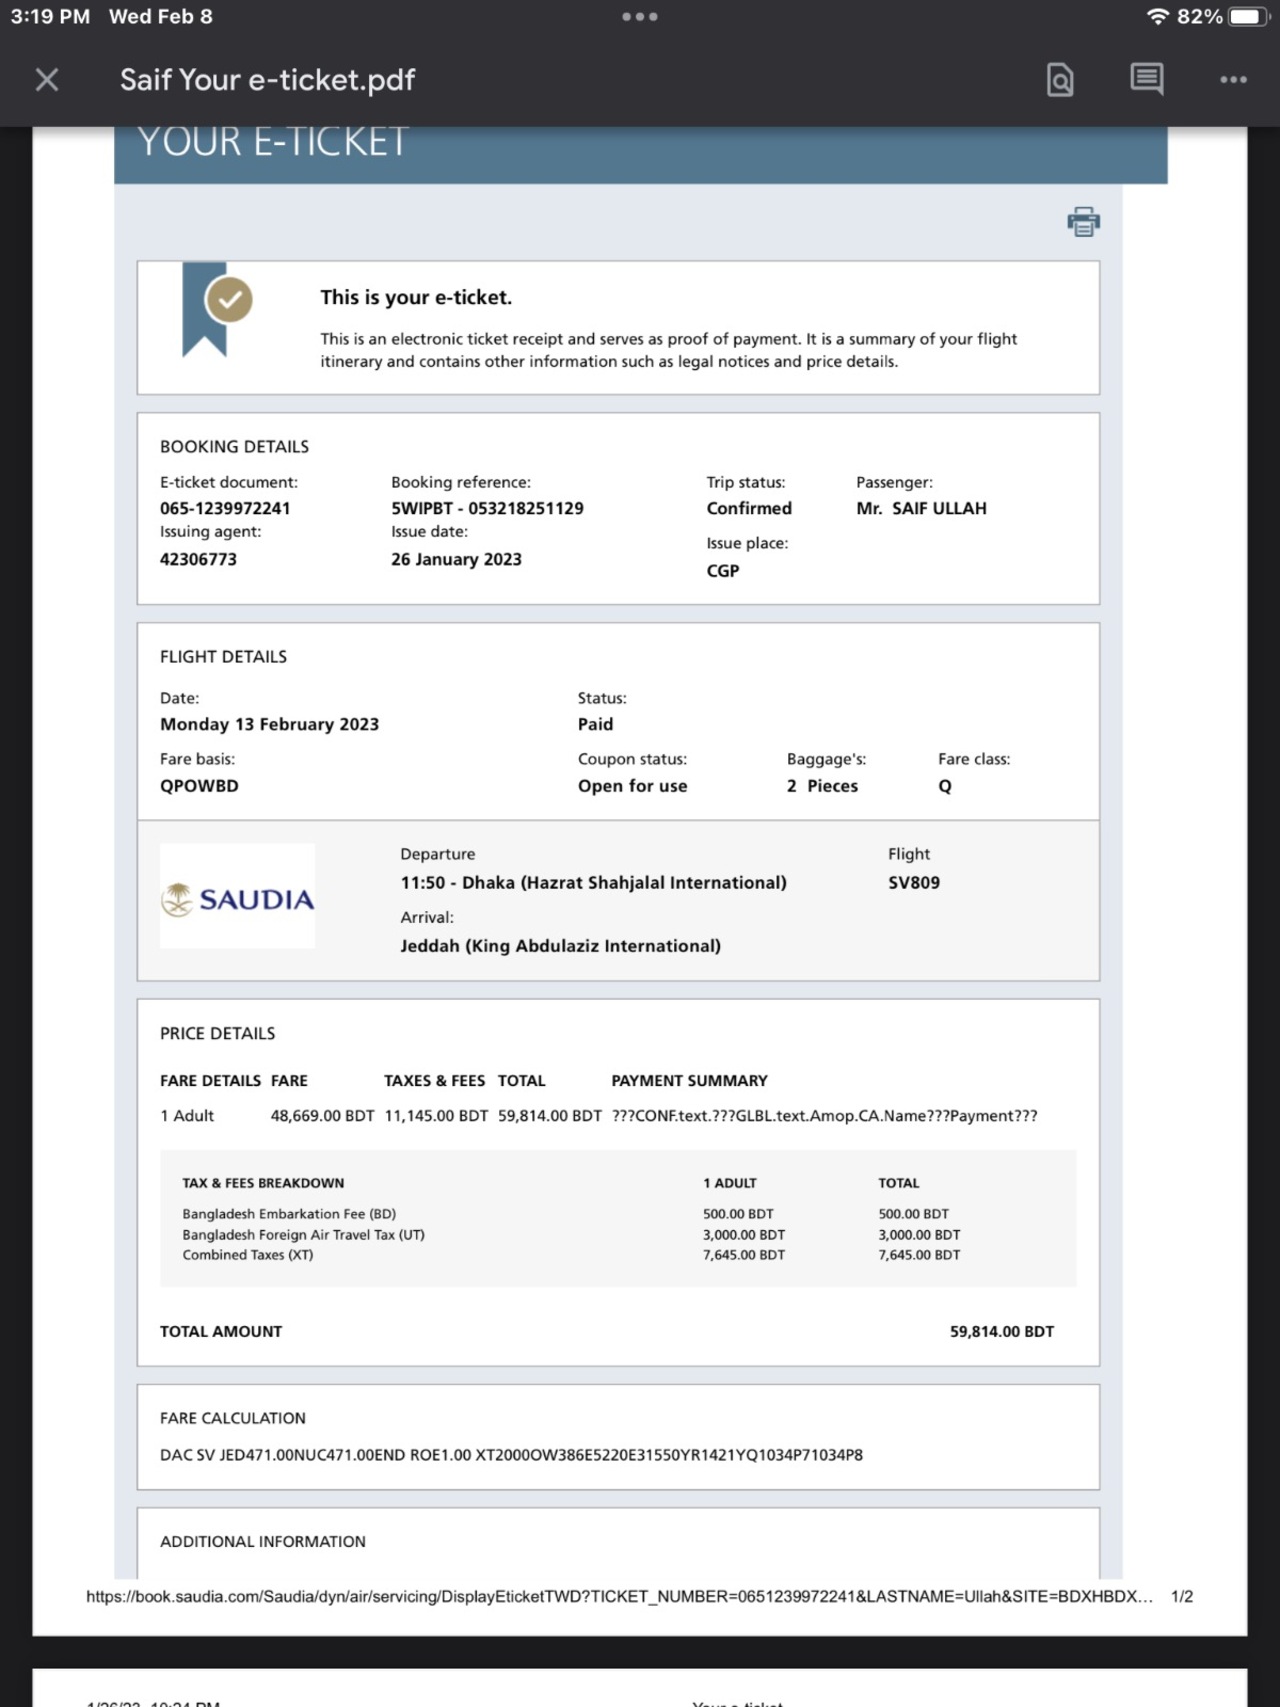 3:19 PM Wed Feb 8
82%
Saif Your e-ticket.pdf
YOUR E-TICKET
This is your e-ticket.
This is an electronic ticket receipt and serves as proof of payment. It is a summary of your flight
itinerary and contains other information such as legal notices and price details.
BOOKING DETAILS
E-ticket document: Booking reference: Trip status: Passenger:
065-1239972241 5WIPBT - 053218251129 Confirmed Mr. SAIF ULLAH
Issuing agent: Issue date: Issue place:
42306773 26 January 2023 CGP
FLIGHT DETAILS
Date: Status:
Monday 13 February 2023 Paid
Fare basis: Coupon status: Baggage's: Fare class:
QPOWBD Open for use 2 Pieces Q
SAUDIA
Departure Flight
11:50 - Dhaka (Hazrat Shahjalal International) SV809
Arrival:
Jeddah (King Abdulaziz International)
PRICE DETAILS
FARE DETAILS FARE TAXES & FEES TOTAL PAYMENT SUMMARY
1 Adult 48,669.00 BDT 11,145.00 BDT 59,814.00 BDT ???CONF.text.???GLBL.text.Amop.CA.Name???Payment???
TAX & FEES BREAKDOWN 1 ADULT TOTAL
Bangladesh Embarkation Fee (BD) 500.00 BDT 500.00 BDT
Bangladesh Foreign Air Travel Tax (UT) 3,000.00 BDT 3,000.00 BDT
Combined Taxes (XT) 7,645.00 BDT 7,645.00 BDT
TOTAL AMOUNT 59,814.00 BDT
FARE CALCULATION
DAC SV JED471.00NUC471.00END ROE1.00 XT2000OW386E5220E31550YR1421YQ1034P71034P8
ADDITIONAL INFORMATION
https://book.saudia.com/Saudia/dyn/air/servicing/DisplayEticketTWD?TICKET_NUMBER=0651239972241&LASTNAME=Ullah&SITE=BDXHBDX... 1/2
1/26/23, 10:24 PM Your e-ticket